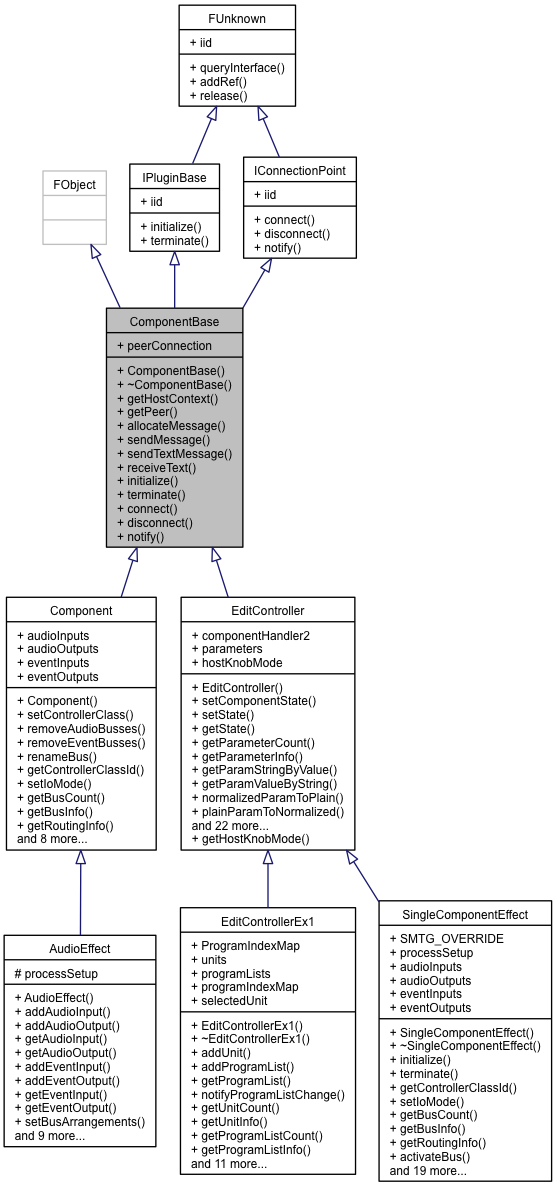 FUnknown
+ iid
+ queryInterface()
+ addRef()
+ release()
FObject
IPluginBase
+ iid
+ initialize()
+ terminate()
IConnectionPoint
+ iid
+ connect()
+ disconnect()
+ notify()
ComponentBase
+ peerConnection
+ ComponentBase()
+ ~ComponentBase()
+ getHostContext()
+ getPeer()
+ allocateMessage()
+ sendMessage()
+ sendTextMessage()
+ receiveText()
+ initialize()
+ terminate()
+ connect()
+ disconnect()
+ notify()
Component
+ audioInputs
+ audioOutputs
+ eventInputs
+ eventOutputs
+ Component()
+ setControllerClass()
+ removeAudioBusses()
+ removeEventBusses()
+ renameBus()
+ getControllerClassId()
+ setIoMode()
+ getBusCount()
+ getBusInfo()
+ getRoutingInfo()
and 8 more...
EditController
+ componentHandler2
+ parameters
+ hostKnobMode
+ EditController()
+ setComponentState()
+ setState()
+ getState()
+ getParameterCount()
+ getParameterInfo()
+ getParamStringByValue()
+ getParamValueByString()
+ normalizedParamToPlain()
+ plainParamToNormalized()
and 22 more...
+ getHostKnobMode()
AudioEffect
# processSetup
+ AudioEffect()
+ addAudioInput()
+ addAudioOutput()
+ getAudioInput()
+ getAudioOutput()
+ addEventInput()
+ addEventOutput()
+ getEventInput()
+ getEventOutput()
+ setBusArrangements()
and 9 more...
EditControllerEx1
+ ProgramIndexMap
+ units
+ programLists
+ programIndexMap
+ selectedUnit
+ EditControllerEx1()
+ ~EditControllerEx1()
+ addUnit()
+ addProgramList()
+ getProgramList()
+ notifyProgramListChange()
+ getUnitCount()
+ getUnitInfo()
+ getProgramListCount()
+ getProgramListInfo()
and 11 more...
SingleComponentEffect
+ SMTG_OVERRIDE
+ processSetup
+ audioInputs
+ audioOutputs
+ eventInputs
+ eventOutputs
+ SingleComponentEffect()
+ ~SingleComponentEffect()
+ initialize()
+ terminate()
+ getControllerClassId()
+ setIoMode()
+ getBusCount()
+ getBusInfo()
+ getRoutingInfo()
+ activateBus()
and 19 more...